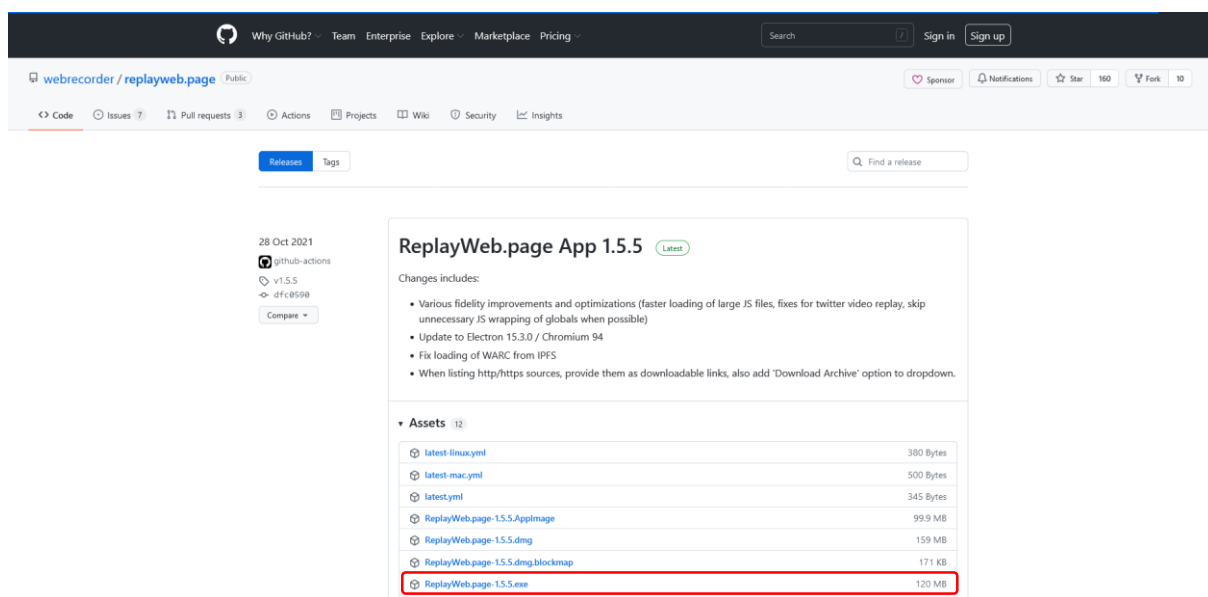 Why GitHub? Team Enterprise Explore Marketplace Pricing Search / Sign in Sign up
webrecorder / replayweb.page Public Sponsor Notifications Star 160 Fork 10
<> Code Issues 7 Pull requests 3 Actions Projects Wiki Security Insights
Releases Tags Find a release
28 Oct 2021
github-actions
v1.5.5
dfc0590
Compare
ReplayWeb.page App 1.5.5 Latest
Changes includes:
• Various fidelity improvements and optimizations (faster loading of large JS files, fixes for twitter video replay, skip
unnecessary JS wrapping of globals when possible)
• Update to Electron 15.3.0 / Chromium 94
• Fix loading of WARC from IPFS
• When listing http/https sources, provide them as downloadable links, also add 'Download Archive' option to dropdown.
Assets 12
latest-linux.yml 380 Bytes
latest-mac.yml 500 Bytes
latest.yml 345 Bytes
ReplayWeb.page-1.5.5.AppImage 99.9 MB
ReplayWeb.page-1.5.5.dmg 159 MB
ReplayWeb.page-1.5.5.dmg.blockmap 171 KB
ReplayWeb.page-1.5.5.exe 120 MB